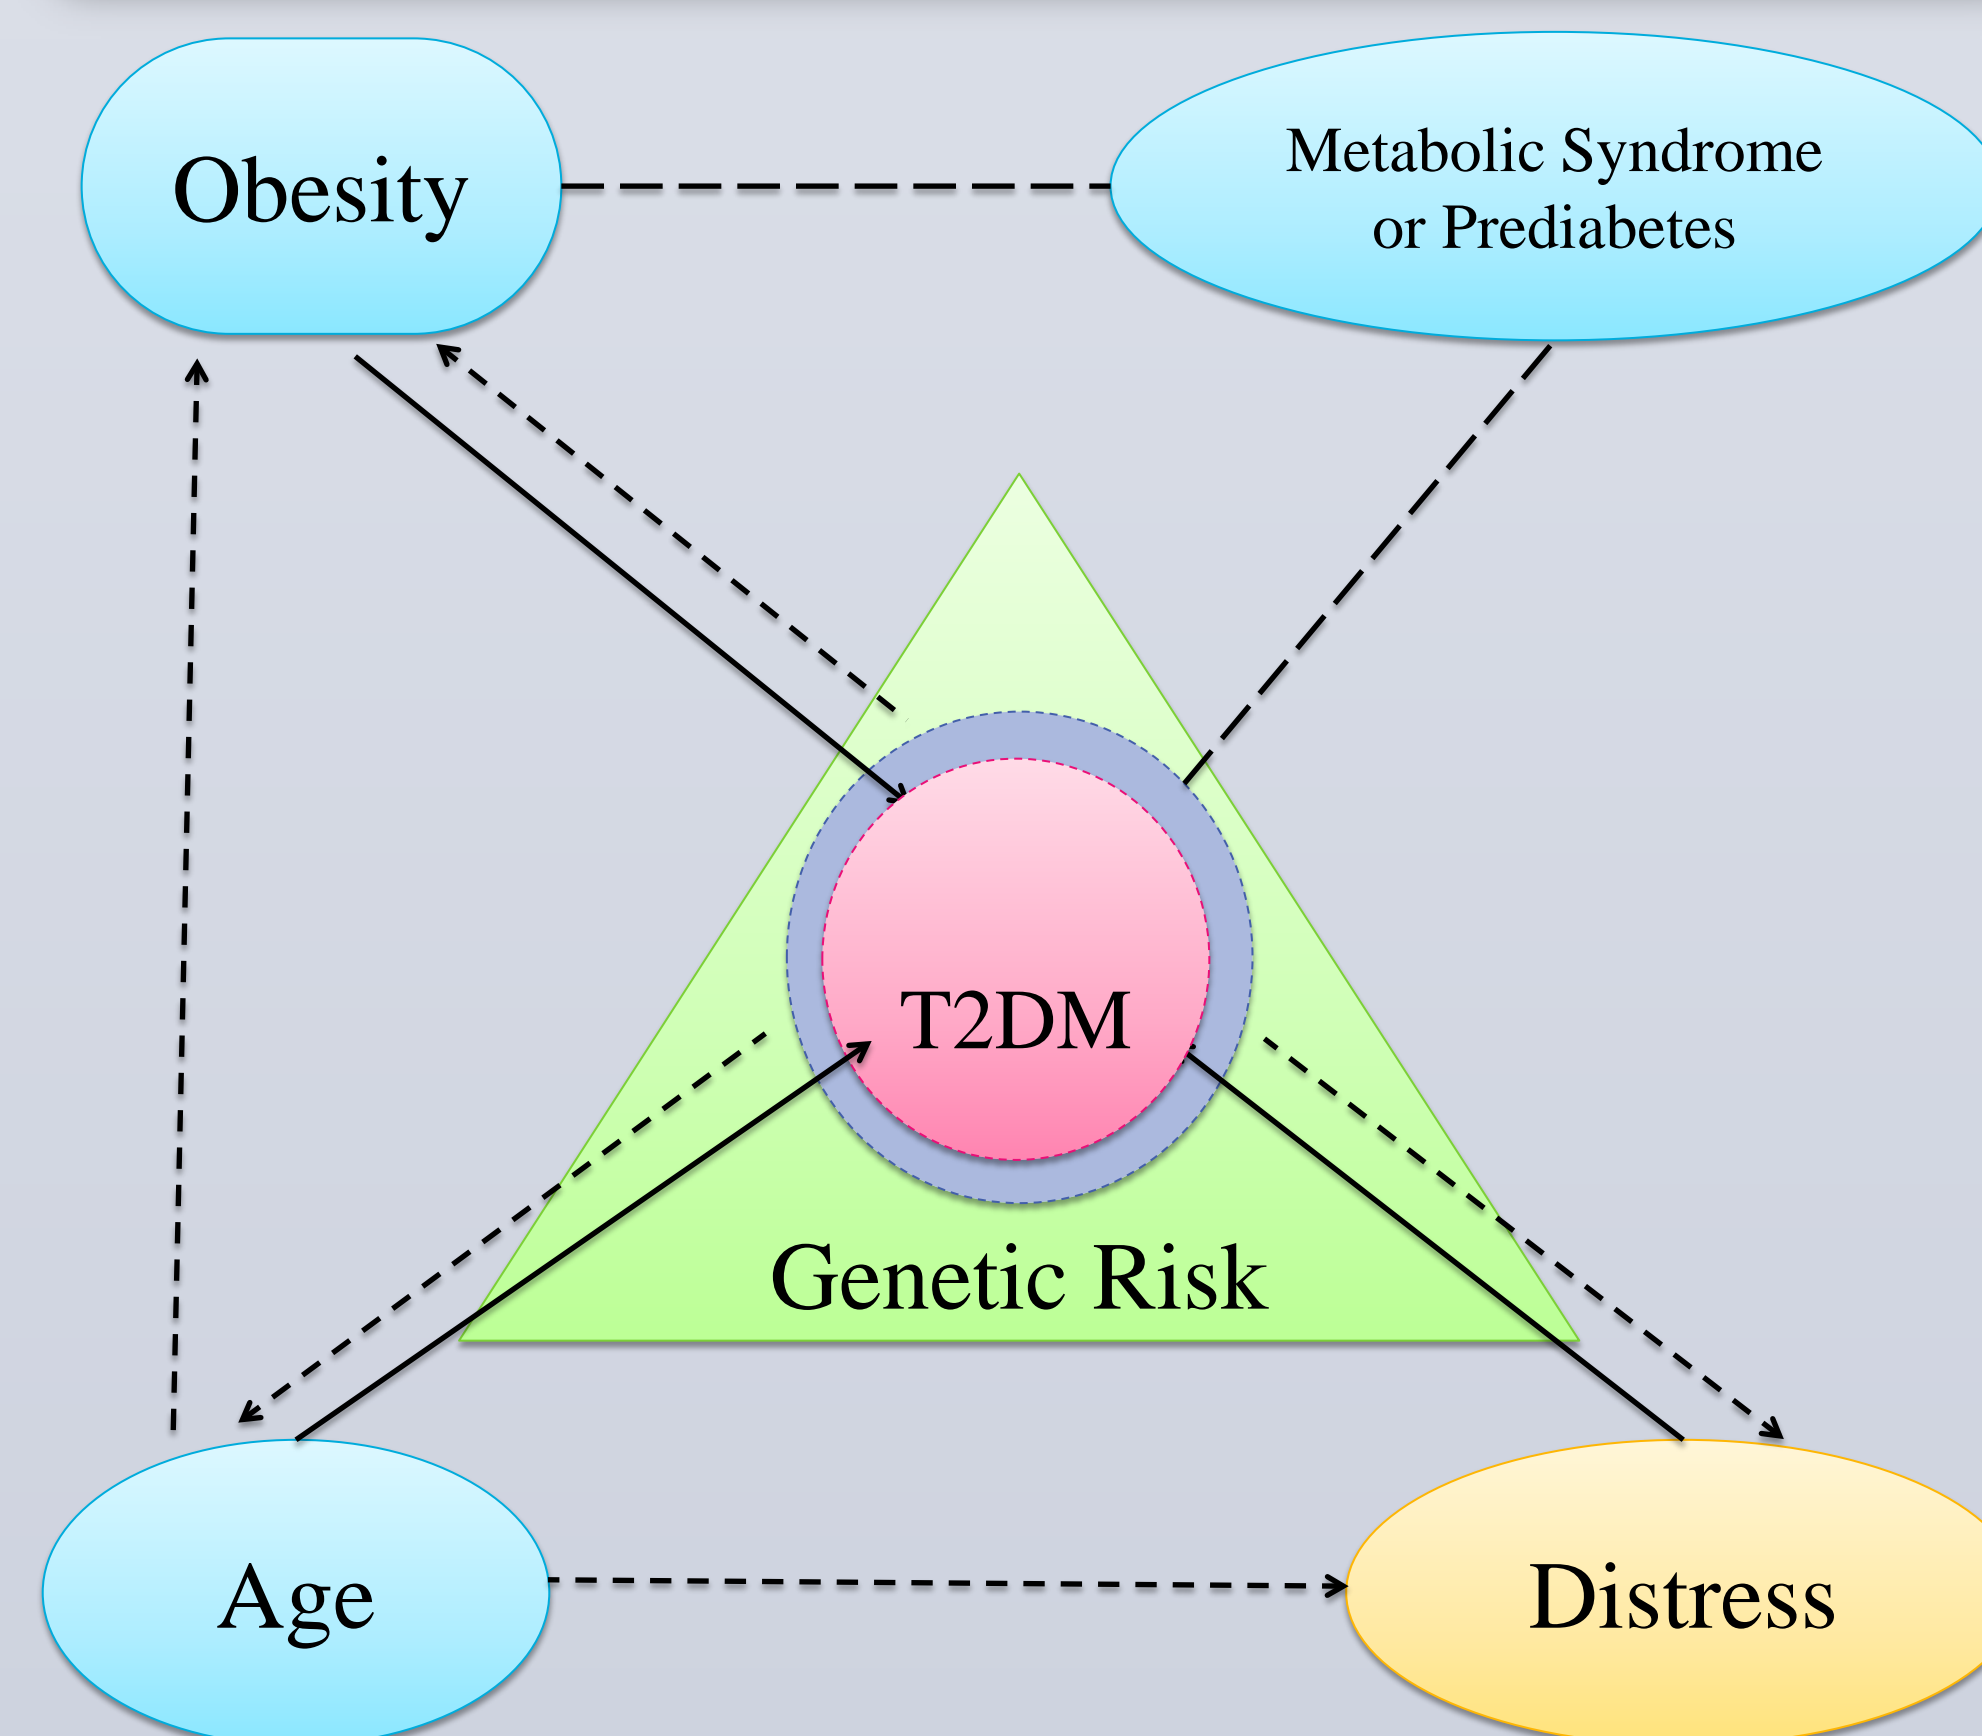 Obesity
Metabolic Syndrome
or Prediabetes
T2DM
Genetic Risk
Age
Distress